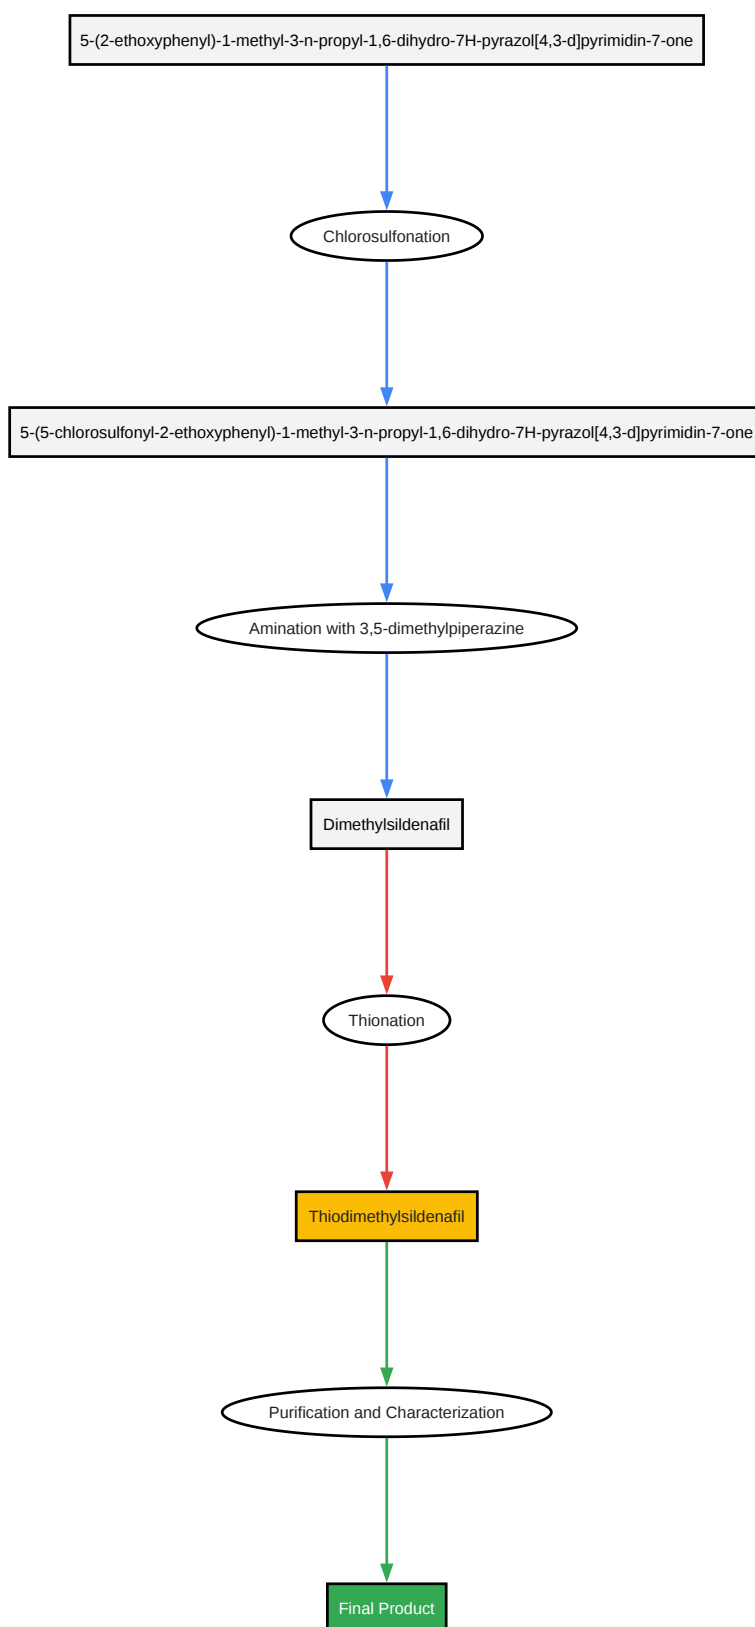 5-(2-ethoxyphenyl)-1-methyl-3-n-propyl-1,6-dihydro-7H-pyrazol[4,3-d]pyrimidin-7-one
Chlorosulfonation
5-(5-chlorosulfonyl-2-ethoxyphenyl)-1-methyl-3-n-propyl-1,6-dihydro-7H-pyrazol[4,3-d]pyrimidin-7-one
Amination with 3,5-dimethylpiperazine
Dimethylsildenafil
Thionation
Thiodimethylsildenafil
Purification and Characterization
Final Product